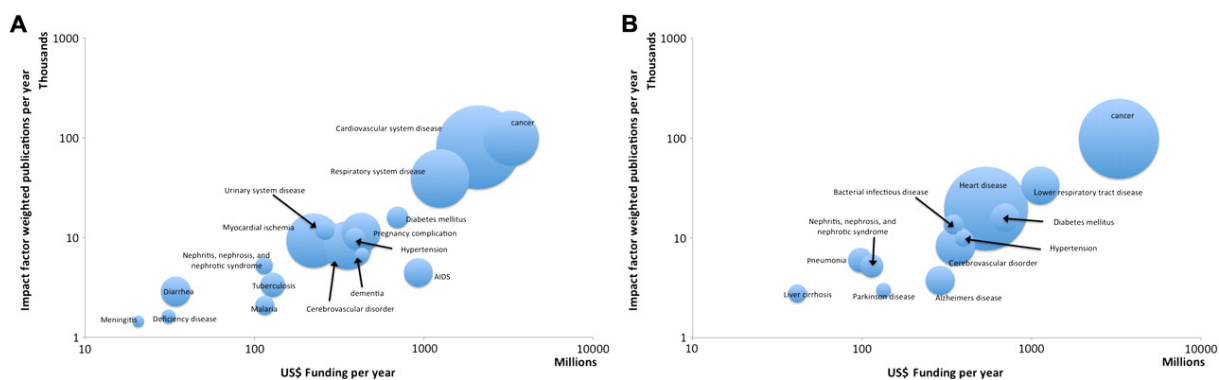 A
Impact factor weighted publications per year
Thousands
1000
100
10
1
10
100
1000
10000
Millions
US$ Funding per year
cancer
Cardiovascular system disease
Respiratory system disease
Urinary system disease
Diabetes mellitus
Myocardial ischemia
Pregnancy complication
Hypertension
Nephritis, nephrosis, and
nephrotic syndrome
AIDS
Tuberculosis
dementia
Diarrhea
Cerebrovascular disorder
Malaria
Meningitis
Deficiency disease
B
Impact factor weighted publications per year
Thousands
1000
100
10
1
10
100
1000
10000
Millions
US$ Funding per year
cancer
Heart disease
Bacterial infectious disease
Lower respiratory tract disease
Nephritis, nephrosis, and
nephrotic syndrome
Diabetes mellitus
Hypertension
Pneumonia
Cerebrovascular disorder
Liver cirrhosis
Parkinson disease
Alzheimers disease